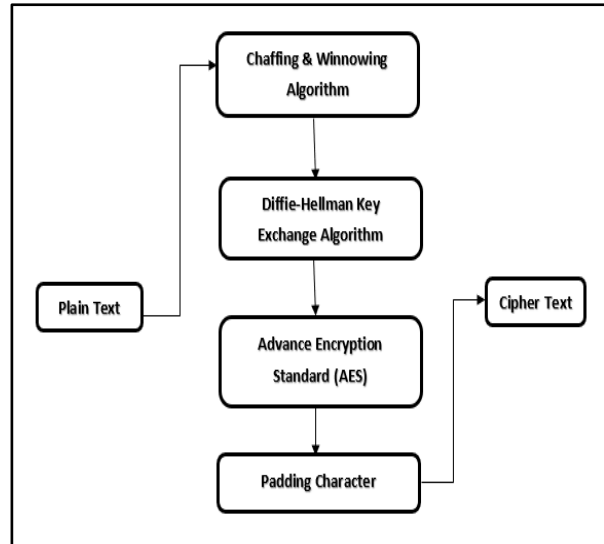 Chaffing & Winnowing
Algorithm
Diffie-Hellman Key
Exchange Algorithm
Plain Text
Cipher Text
Advance Encryption
Standard (AES)
Padding Character